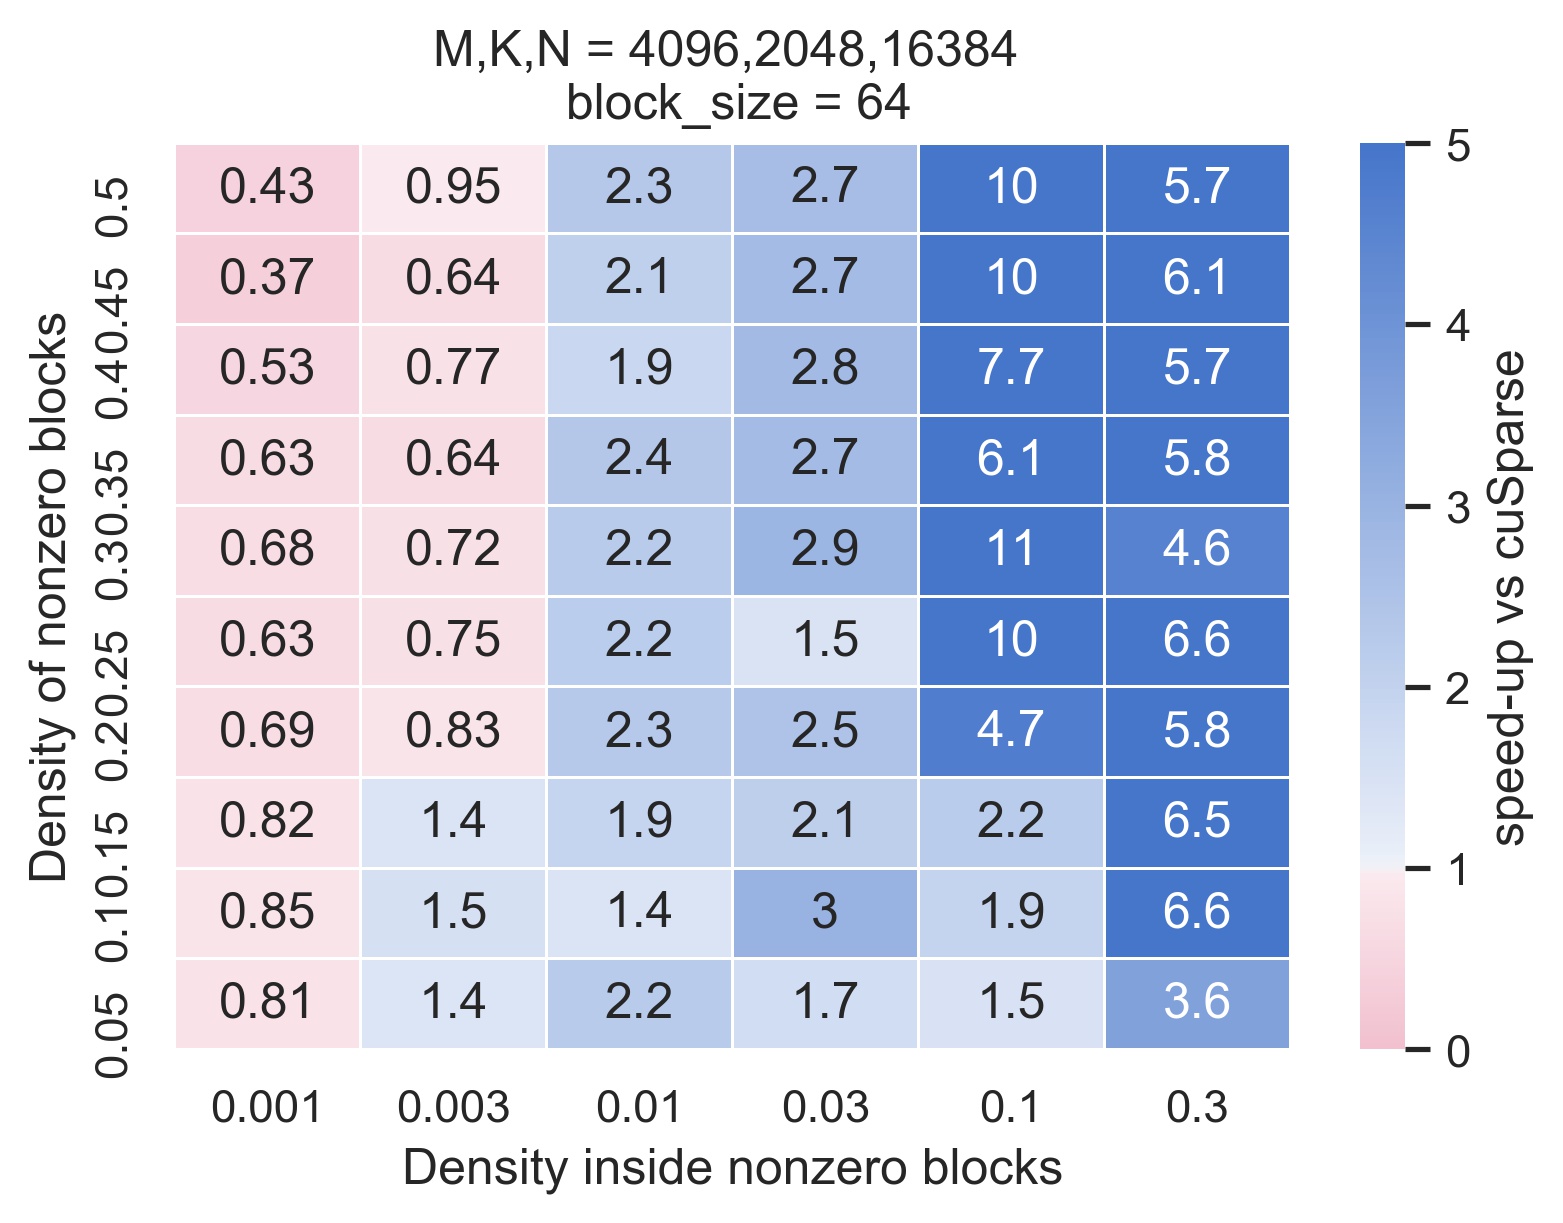 M,K,N = 4096,2048,16384
block_size = 64
Density of nonzero blocks
0.5 0.43 0.95 2.3 2.7 10 5.7
0.45 0.37 0.64 2.1 2.7 10 6.1
0.4 0.53 0.77 1.9 2.8 7.7 5.7
0.35 0.63 0.64 2.4 2.7 6.1 5.8
0.3 0.68 0.72 2.2 2.9 11 4.6
0.25 0.63 0.75 2.2 1.5 10 6.6
0.2 0.69 0.83 2.3 2.5 4.7 5.8
0.15 0.82 1.4 1.9 2.1 2.2 6.5
0.1 0.85 1.5 1.4 3 1.9 6.6
0.05 0.81 1.4 2.2 1.7 1.5 3.6
0.001 0.003 0.01 0.03 0.1 0.3
Density inside nonzero blocks
5
4
3
2
1
0
speed-up vs cuSparse